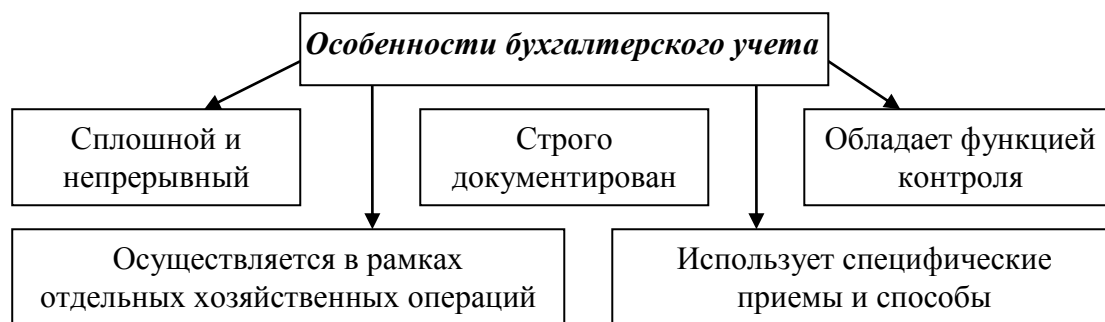 Особенности бухгалтерского учета
Сплошной и
непрерывный
Строго
документирован
Обладает функцией
контроля
Осуществляется в рамках
отдельных хозяйственных операций
Использует специфические
приемы и способы